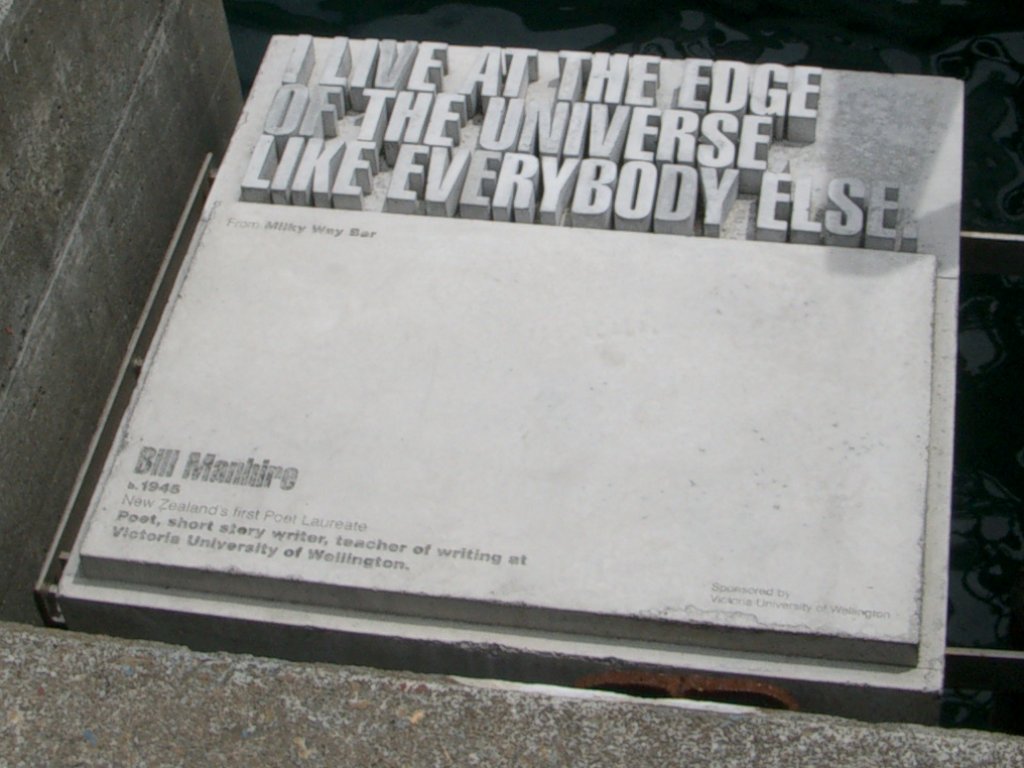 I LIVE AT THE EDGE
OF THE UNIVERSE
LIKE EVERYBODY ELSE.
From Milky Way Bar
Bill Manhire
b. 1946
New Zealand's first Poet Laureate
Poet, short story writer, teacher of writing at
Victoria University of Wellington.
Sponsored by
Victoria University of Wellington